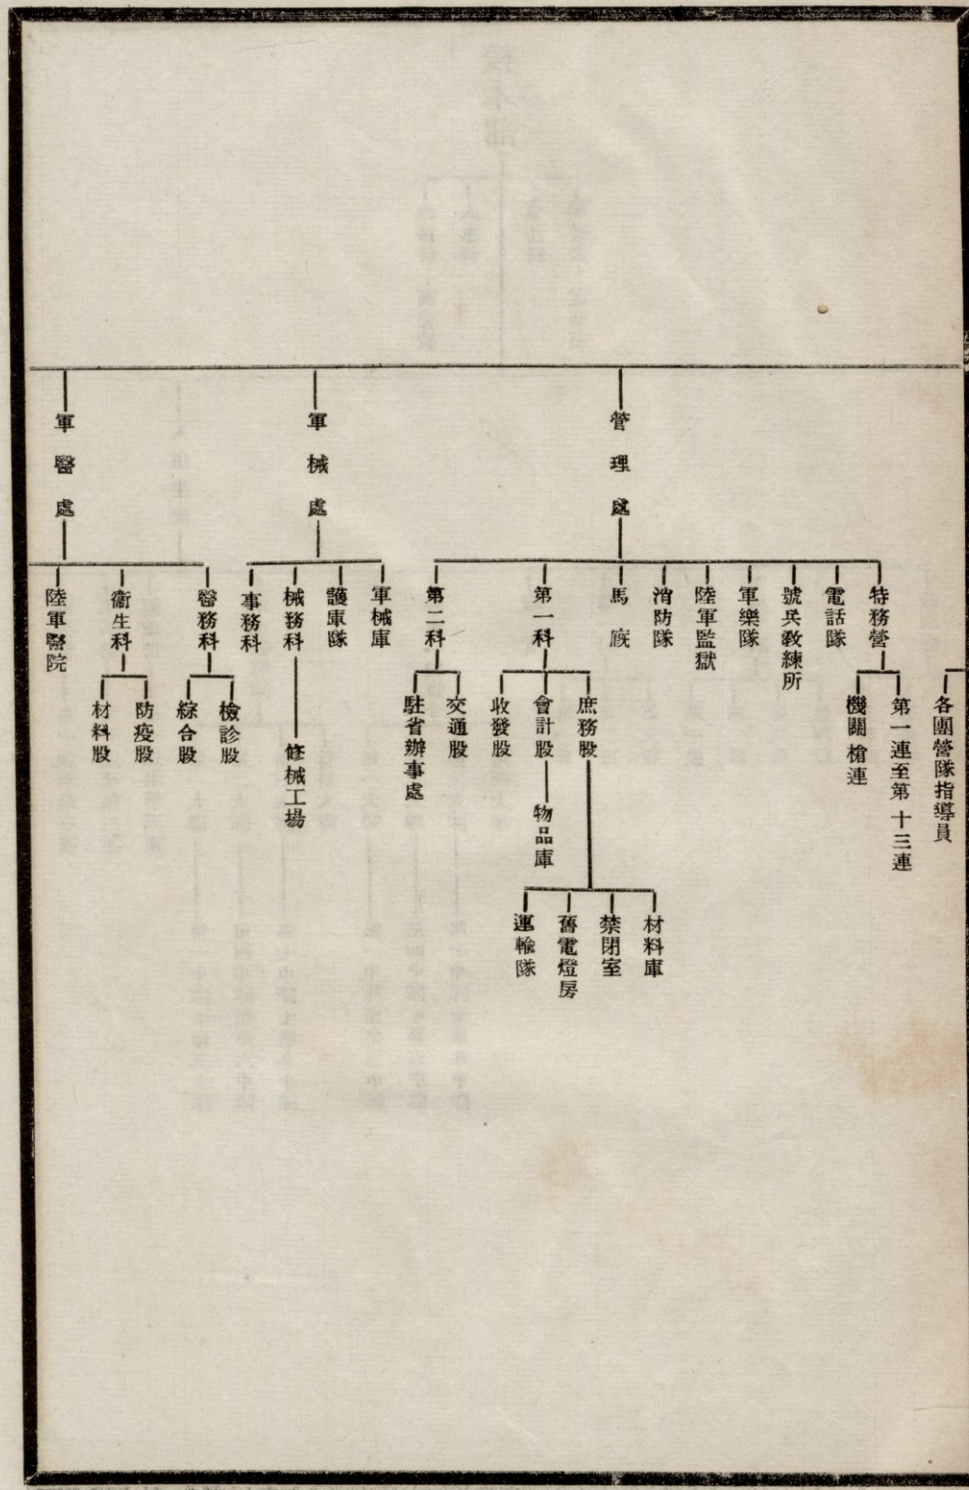 各團營隊指導員
管理處
特務營
第一連至第十三連
機關槍連
電話隊
號兵教練所
軍樂隊
陸軍監獄
消防隊
馬廄
第一科
庶務股
材料庫
禁閉室
舊電燈房
運輸隊
會計股
物品庫
收發股
第二科
交通股
駐省辦事處
軍械處
軍械庫
護庫隊
械務科
修械工場
事務科
軍醫處
醫務科
檢診股
綜合股
衛生科
防疫股
材料股
陸軍醫院